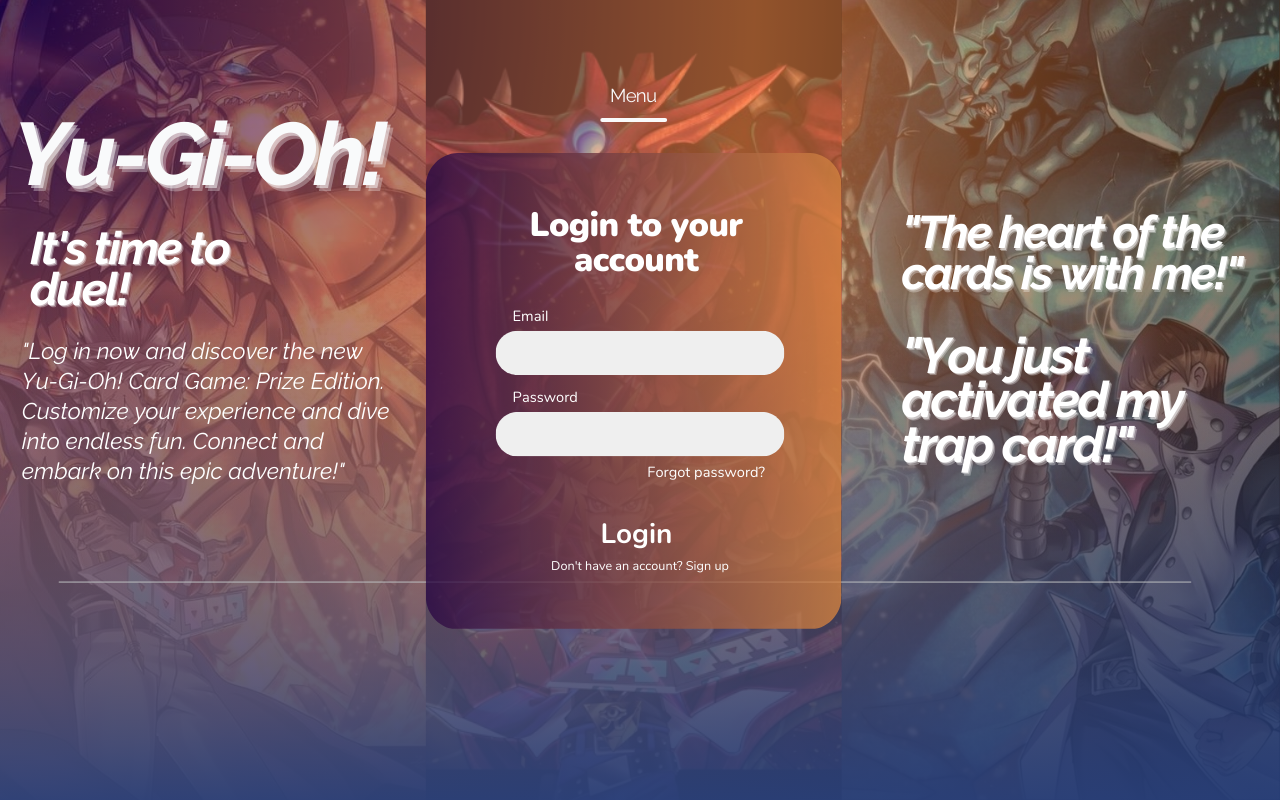 Menu
Yu-Gi-Oh!
It's time to
duel!
"Log in now and discover the new
Yu-Gi-Oh! Card Game: Prize Edition.
Customize your experience and dive
into endless fun. Connect and
embark on this epic adventure!"
Login to your
account
Email
Password
Forgot password?
Login
Don't have an account? Sign up
"The heart of the
cards is with me!"
"You just
activated my
trap card!"
KC